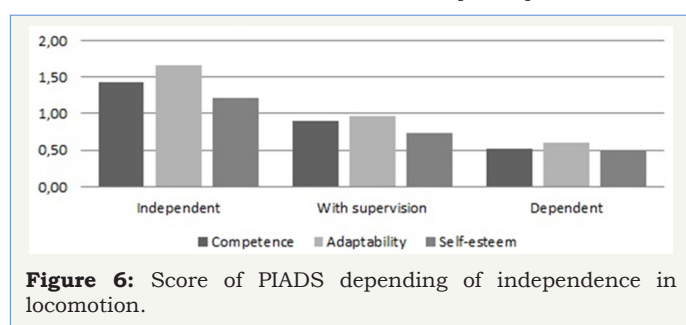 2,00
1,50
1,00
0,50
0,00
Independent With supervision Dependent
Competence Adaptability Self-esteem
Figure 6: Score of PIADS depending of independence in
locomotion.